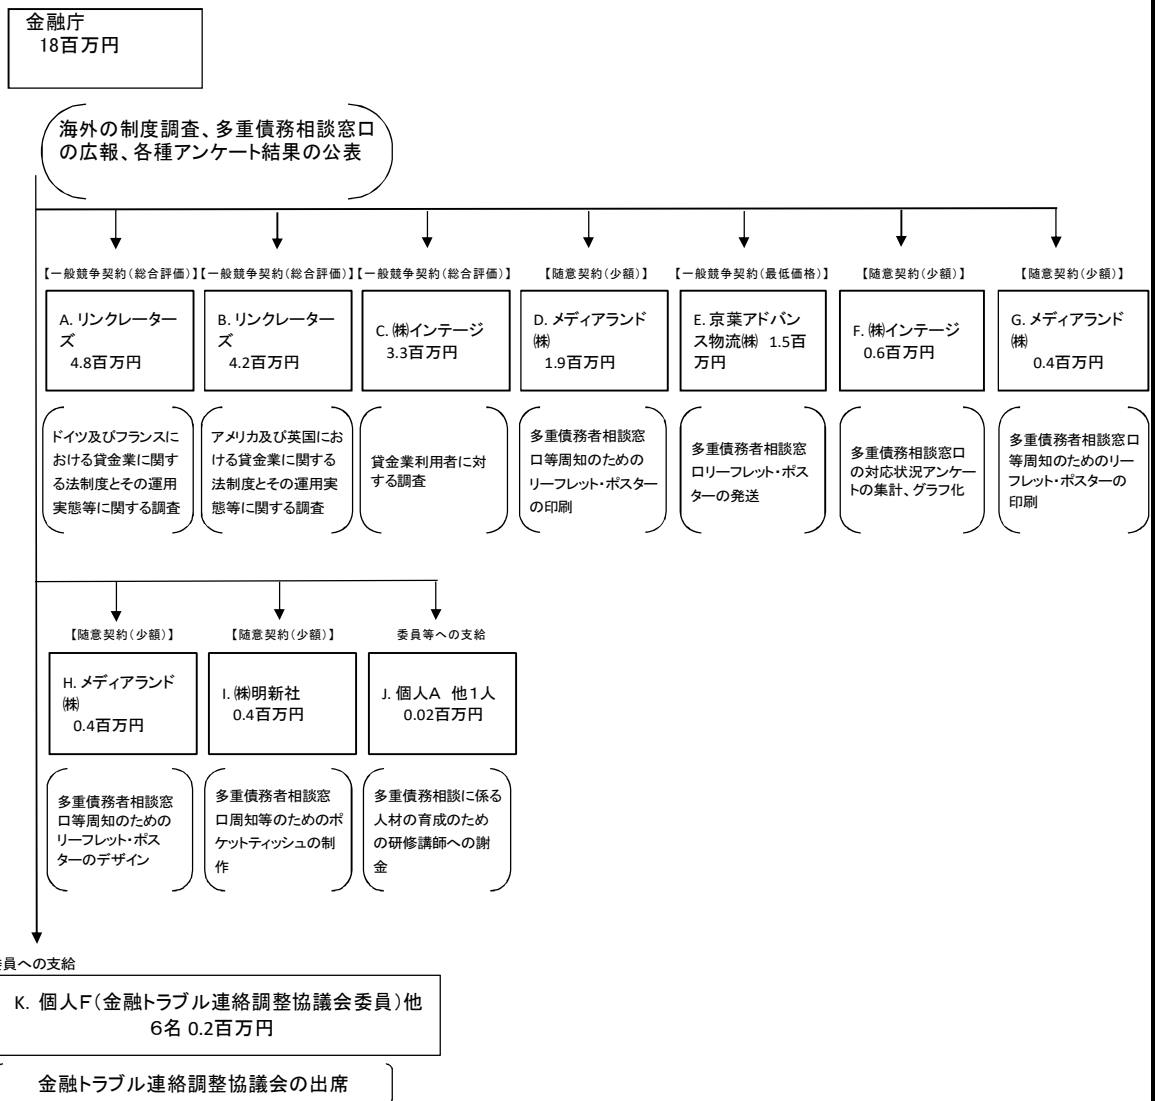 金融庁
18百万円
海外の制度調査、多重債務相談窓口
の広報、各種アンケート結果の公表
【一般競争契約(総合評価)】
【一般競争契約(総合評価)】
【一般競争契約(総合評価)】
【随意契約(少額)】
【一般競争契約(最低価格)】
【随意契約(少額)】
【随意契約(少額)】
A. リンクレーター
ズ
4.8百万円
B. リンクレーター
ズ
4.2百万円
C. ㈱インテージ
3.3百万円
D. メディアランド
㈱
1.9百万円
E. 京葉アドバン
ス物流㈱ 1.5百
万円
F. ㈱インテージ
0.6百万円
G. メディアランド
㈱
0.4百万円
ドイツ及びフランスに
おける貸金業に関す
る法制度とその運用
実態等に関する調査
アメリカ及び英国にお
ける貸金業に関する
法制度とその運用実
態等に関する調査
貸金業利用者に対
する調査
多重債務者相談窓
口等周知のための
リーフレット・ポスター
の印刷
多重債務者相談窓
口リーフレット・ポス
ターの発送
多重債務相談窓口
の対応状況アンケー
トの集計、グラフ化
多重債務者相談窓口
等周知のためのリー
フレット・ポスターの
印刷
【随意契約(少額)】
【随意契約(少額)】
委員等への支給
H. メディアランド
㈱
0.4百万円
I. ㈱明新社
0.4百万円
J. 個人A 他1人
0.02百万円
多重債務者相談窓
口等周知のための
リーフレット・ポス
ターのデザイン
多重債務者相談窓
口周知等のためのポ
ケットティッシュの制
作
多重債務相談に係る
人材の育成のため
の研修講師への謝
金
員への支給
K. 個人F(金融トラブル連絡調整協議会委員)他
6名 0.2百万円
金融トラブル連絡調整協議会の出席